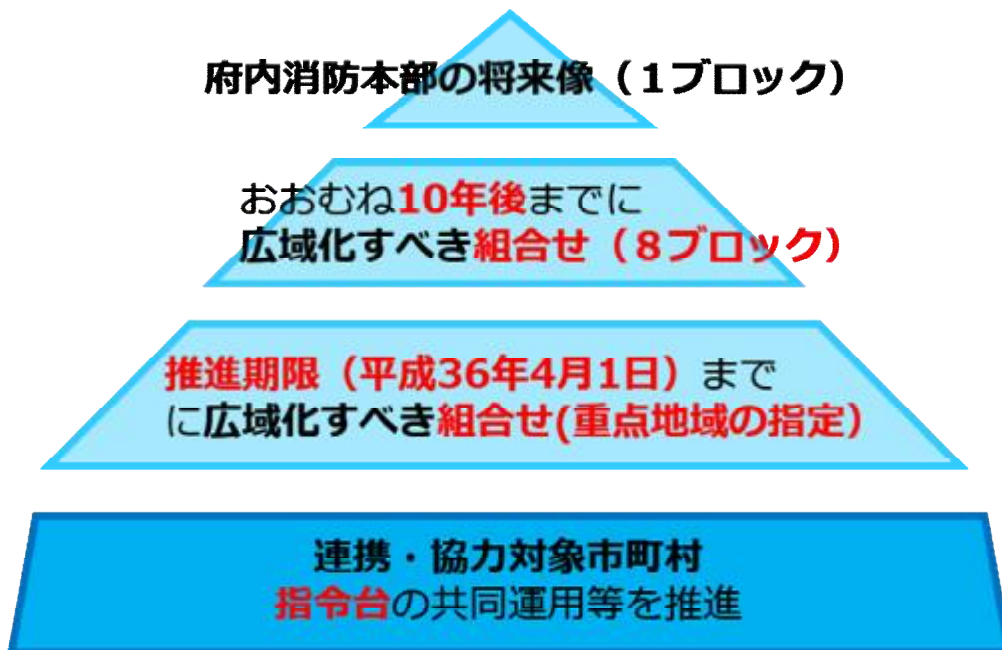 府内消防本部の将来像（１ブロック）
おおむね10年後までに
広域化すべき組合せ（８ブロック）
推進期限（平成36年4月1日）まで
に広域化すべき組合せ(重点地域の指定）
連携・協力対象市町村
指令台の共同運用等を推進